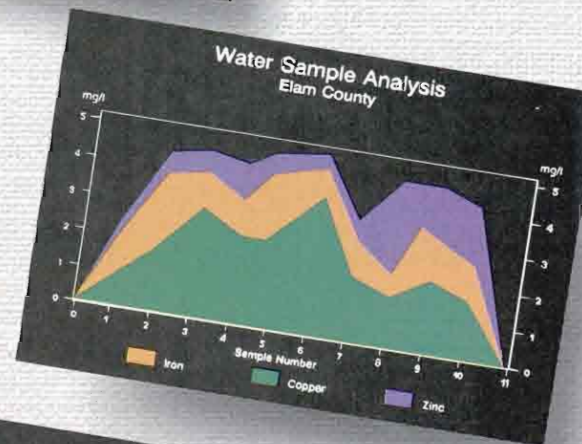 Water Sample Analysis
Elam County
mg/l
mg/l
5
4
3
2
1
0
5
4
3
2
1
0
0 1 2 3 4 5 6 7 8 9 10 11
Sample Number
Iron
Copper
Zinc